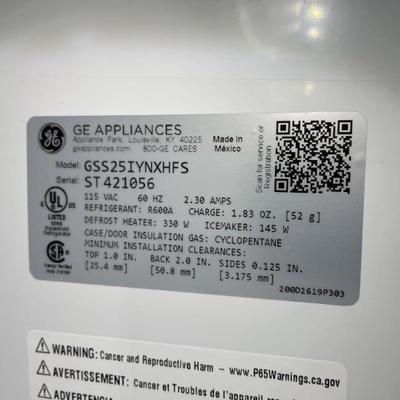 GE APPLIANCES
Appliance Park, Louisville, KY 40225
geappliances.com 800-GE CARES
Made in
México
Scan for service
or registration
Model: GSS25IYNXHFS
Serial: ST421056
115 VAC 60 HZ 2.30 AMPS
REFRIGERANT: R600A CHARGE: 1.83 OZ. [52 g]
DEFROST HEATER: 330 W ICEMAKER: 145 W
CASE/DOOR INSULATION GAS: CYCLOPENTANE
MINIMUM INSTALLATION CLEARANCES:
TOP 1.0 IN. BACK 2.0 IN. SIDES 0.125 IN.
[25.4 mm] [50.8 mm] [3.175 mm]
200D2619P303
UL
LISTED
Household
Refrigerator
WARNING: Cancer and Reproductive Harm – www.P65Warnings.ca.gov
AVERTISSEMENT: Cancer et Troubles de l'appareil
ADVERTENCIA: